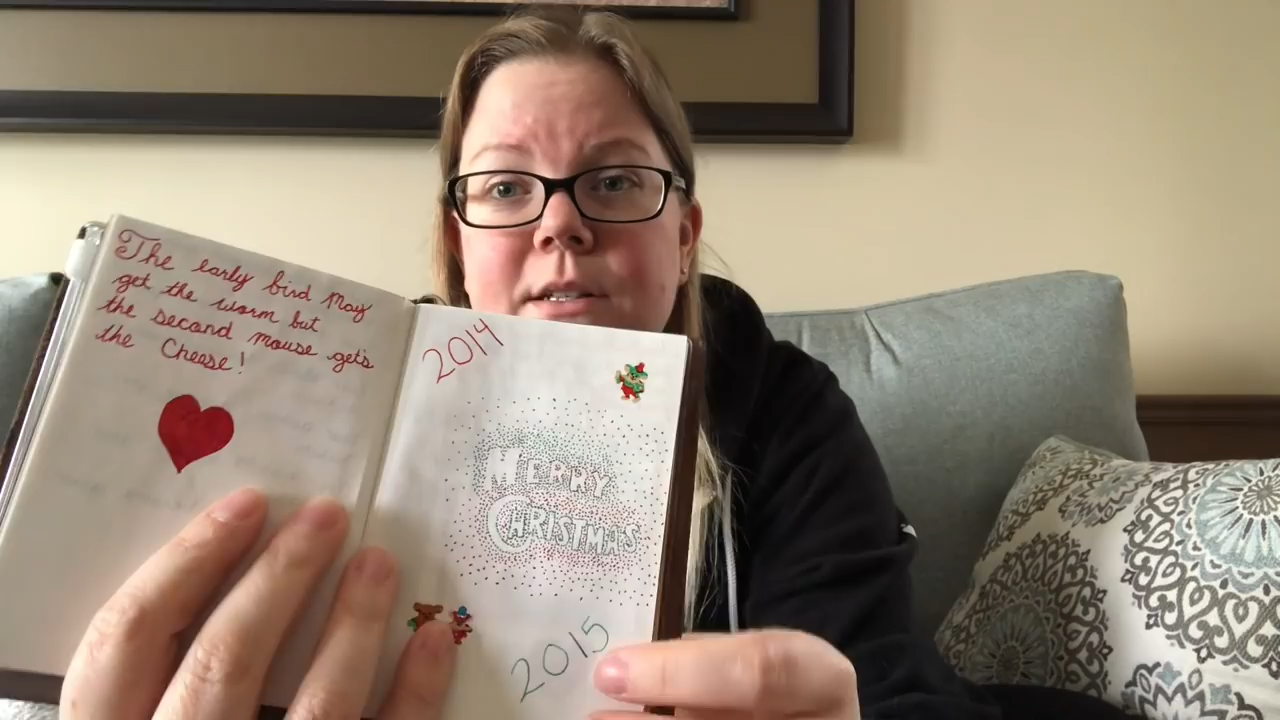 The early bird May
get the worm but
the second mouse get's
the Cheese!
2014
MERRY
CHRISTMAS
2015